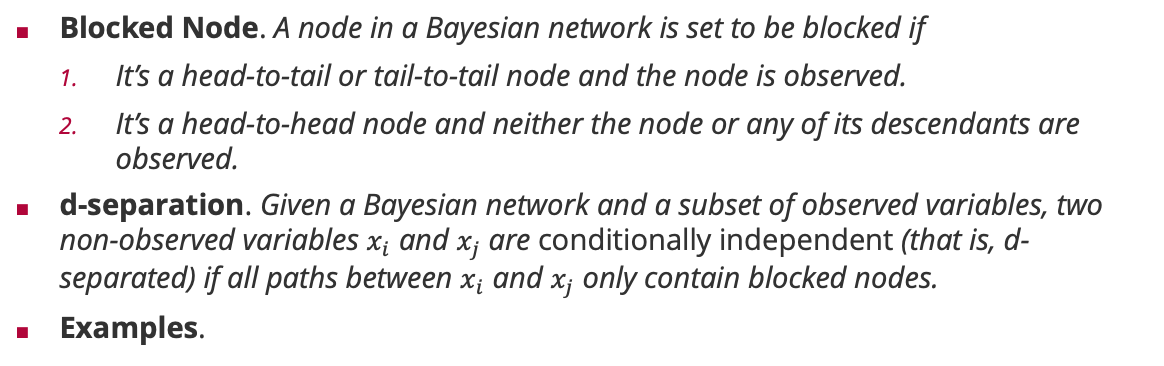 Blocked Node. A node in a Bayesian network is set to be blocked if
1. It’s a head-to-tail or tail-to-tail node and the node is observed.
2. It’s a head-to-head node and neither the node or any of its descendants are
observed.
d-separation. Given a Bayesian network and a subset of observed variables, two
non-observed variables xᵢ and xⱼ are conditionally independent (that is, d-
separated) if all paths between xᵢ and xⱼ only contain blocked nodes.
Examples.